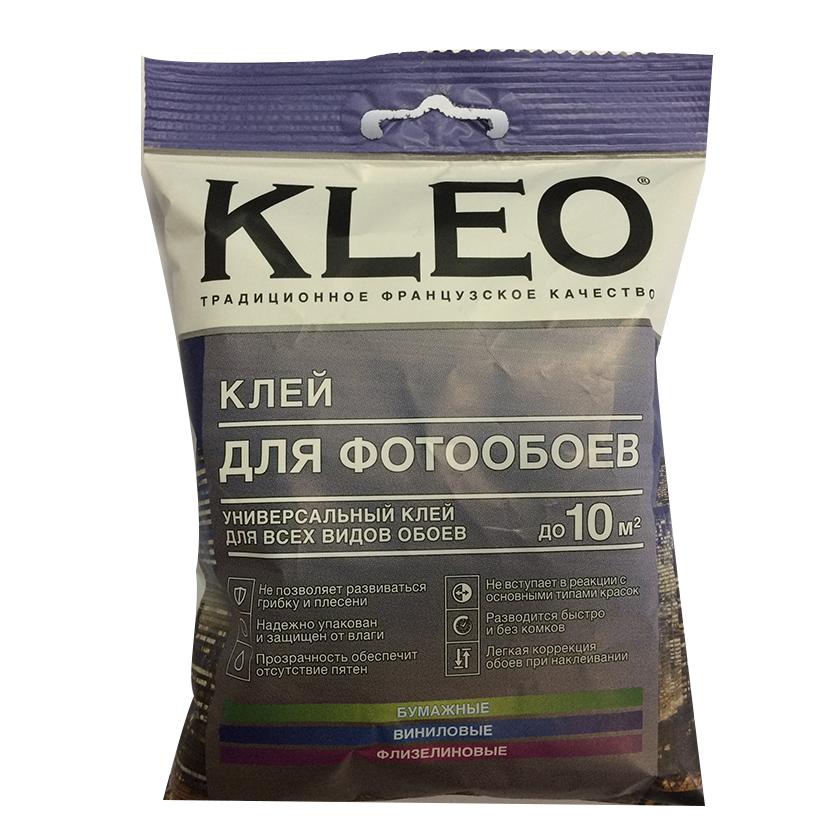 KLEO®
ТРАДИЦИОННОЕ ФРАНЦУЗСКОЕ КАЧЕСТВО
КЛЕЙ
ДЛЯ ФОТООБОЕВ
УНИВЕРСАЛЬНЫЙ КЛЕЙ
ДЛЯ ВСЕХ ВИДОВ ОБОЕВ
ДО 10 М²
Не позволяет развиваться
грибку и плесени
Надежно упакован
и защищен от влаги
Прозрачность обеспечит
отсутствие пятен
Не вступает в реакции с
основными типами красок
Разводится быстро
и без комков
Легкая коррекция
обоев при наклеивании
БУМАЖНЫЕ
ВИНИЛОВЫЕ
ФЛИЗЕЛИНОВЫЕ